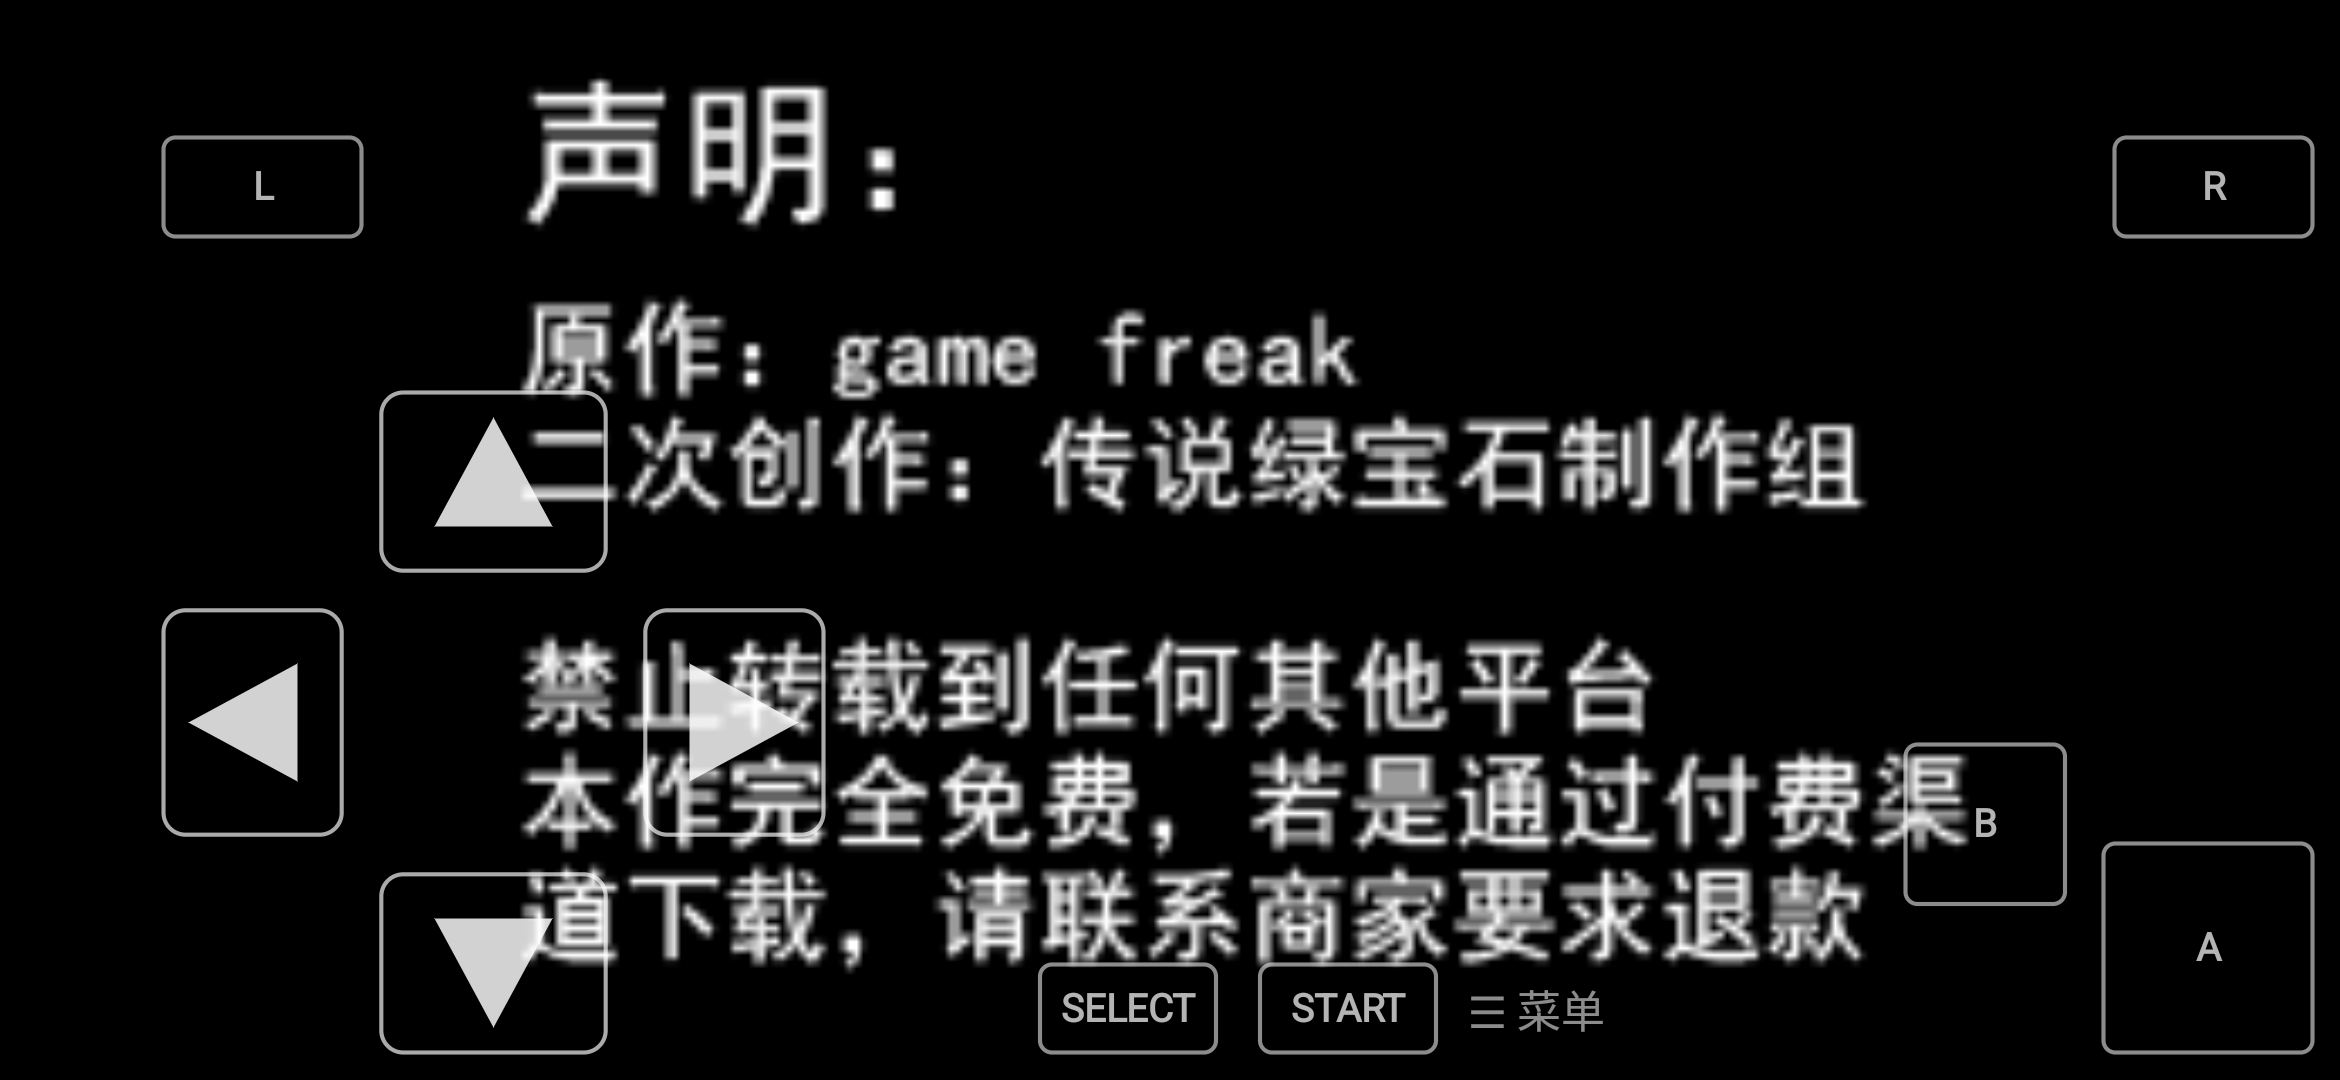 声明：
L
R
原作：game freak
二次创作：传说绿宝石制作组
禁止转载到任何其他平台
本作完全免费，若是通过付费渠
B
道下载，请联系商家要求退款
A
SELECT
START
菜单